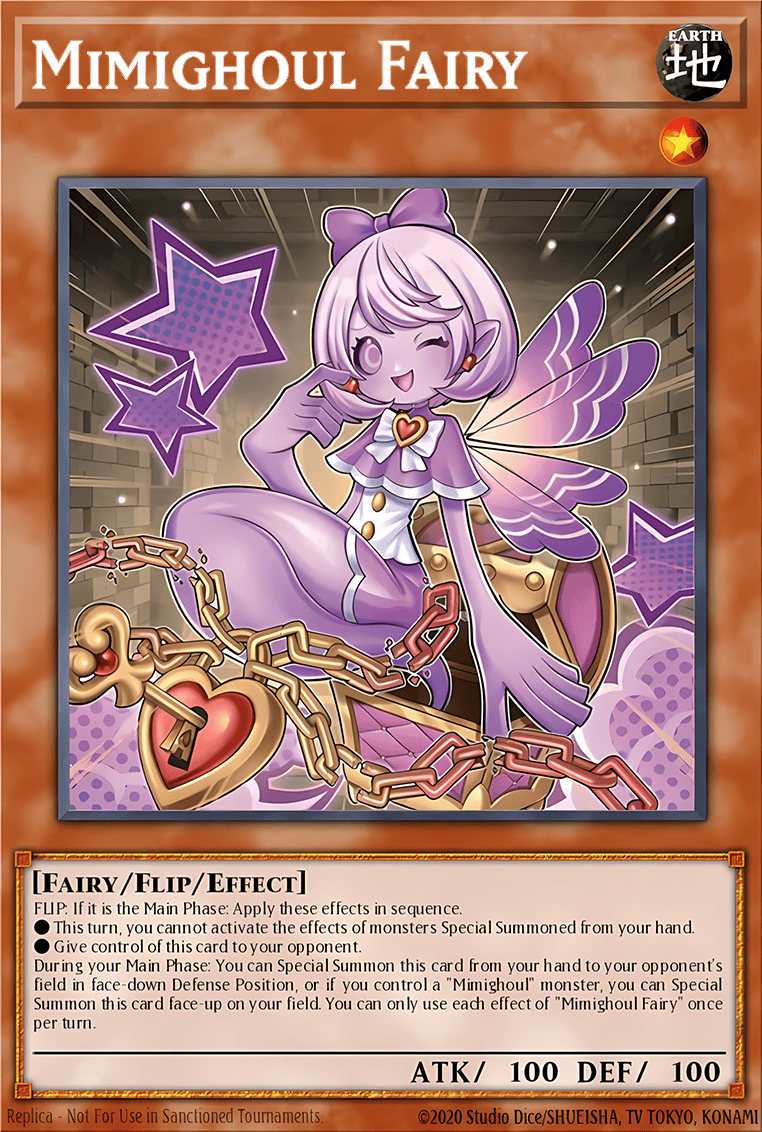 Mimighoul Fairy
EARTH
地
[Fairy/Flip/Effect]
FLIP: If it is the Main Phase: Apply these effects in sequence.
● This turn, you cannot activate the effects of monsters Special Summoned from your hand.
● Give control of this card to your opponent.
During your Main Phase: You can Special Summon this card from your hand to your opponent's
field in face-down Defense Position, or if you control a "Mimighoul" monster, you can Special
Summon this card face-up on your field. You can only use each effect of "Mimighoul Fairy" once
per turn.
ATK/ 100 DEF/ 100
Replica - Not For Use in Sanctioned Tournaments.
©2020 Studio Dice/SHUEISHA, TV TOKYO, KONAMI